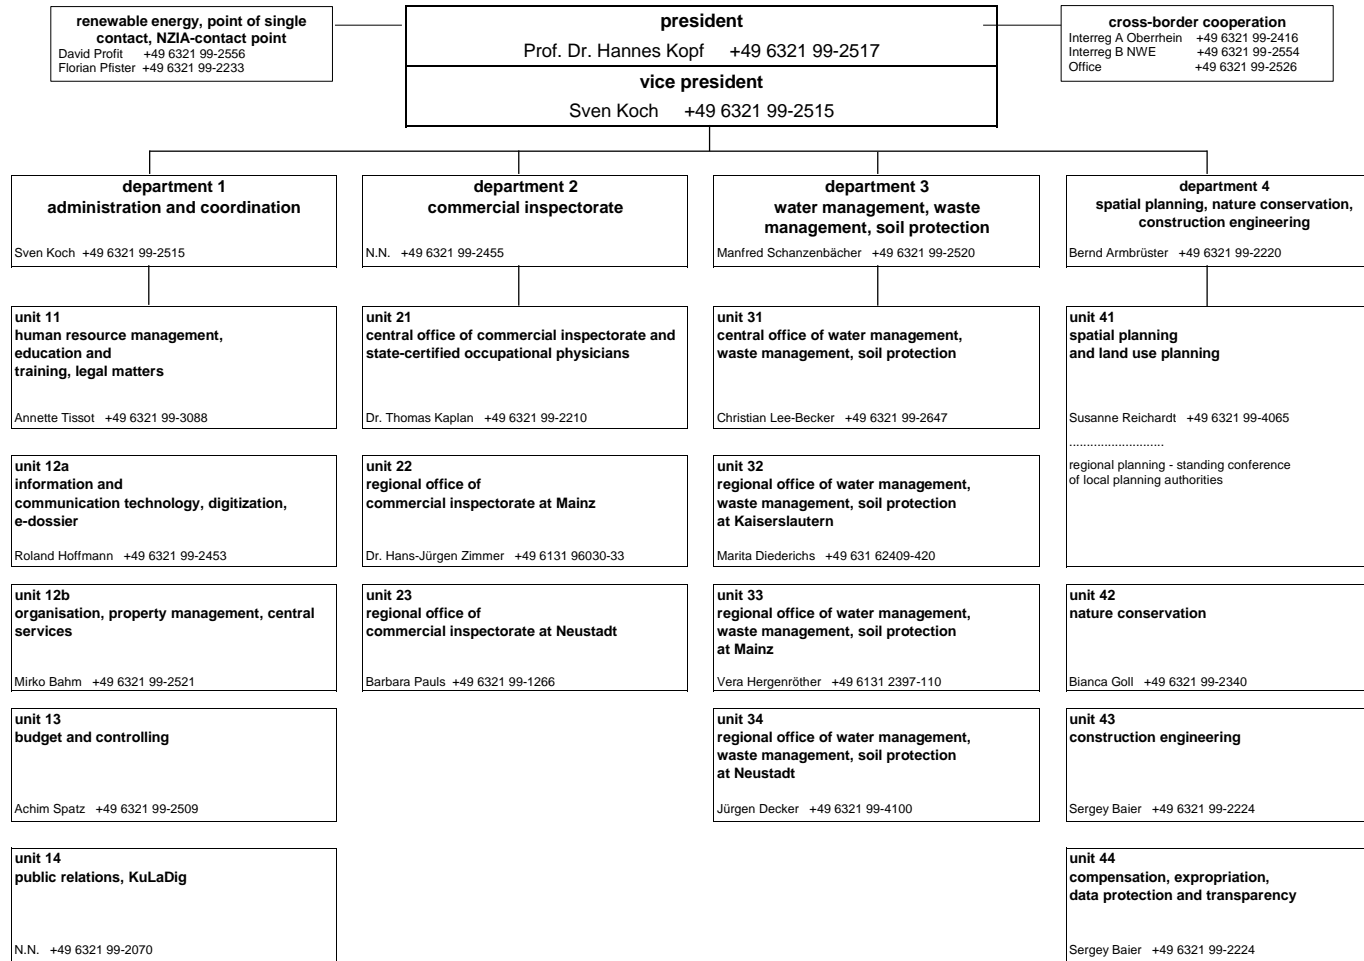 renewable energy, point of single
contact, NZIA-contact point
David Profit +49 6321 99-2556
Florian Pfister +49 6321 99-2233
president
Prof. Dr. Hannes Kopf +49 6321 99-2517
vice president
Sven Koch +49 6321 99-2515
cross-border cooperation
Interreg A Oberrhein +49 6321 99-2416
Interreg B NWE +49 6321 99-2554
Office +49 6321 99-2526
department 1
administration and coordination
Sven Koch +49 6321 99-2515
department 2
commercial inspectorate
N.N. +49 6321 99-2455
department 3
water management, waste
management, soil protection
Manfred Schanzenbächer +49 6321 99-2520
department 4
spatial planning, nature conservation,
construction engineering
Bernd Armbrüster +49 6321 99-2220
unit 11
human resource management,
education and
training, legal matters
Annette Tissot +49 6321 99-3088
unit 21
central office of commercial inspectorate and
state-certified occupational physicians
Dr. Thomas Kaplan +49 6321 99-2210
unit 31
central office of water management,
waste management, soil protection
Christian Lee-Becker +49 6321 99-2647
unit 41
spatial planning
and land use planning
Susanne Reichardt +49 6321 99-4065
...........................
regional planning - standing conference
of local planning authorities
unit 12a
information and
communication technology, digitization,
e-dossier
Roland Hoffmann +49 6321 99-2453
unit 22
regional office of
commercial inspectorate at Mainz
Dr. Hans-Jürgen Zimmer +49 6131 96030-33
unit 32
regional office of water management,
waste management, soil protection
at Kaiserslautern
Marita Diederichs +49 631 62409-420
unit 12b
organisation, property management, central
services
Mirko Bahm +49 6321 99-2521
unit 23
regional office of
commercial inspectorate at Neustadt
Barbara Pauls +49 6321 99-1266
unit 33
regional office of water management,
waste management, soil protection
at Mainz
Vera Hergenröther +49 6131 2397-110
unit 42
nature conservation
Bianca Goll +49 6321 99-2340
unit 13
budget and controlling
Achim Spatz +49 6321 99-2509
unit 34
regional office of water management,
waste management, soil protection
at Neustadt
Jürgen Decker +49 6321 99-4100
unit 43
construction engineering
Sergey Baier +49 6321 99-2224
unit 14
public relations, KuLaDig
N.N. +49 6321 99-2070
unit 44
compensation, expropriation,
data protection and transparency
Sergey Baier +49 6321 99-2224